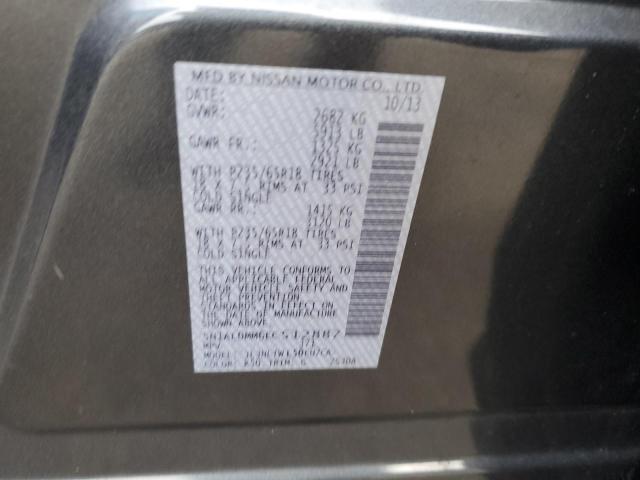 MFD BY NISSAN MOTOR CO., LTD.
DATE: 10/13
GVWR: 2682 KG
5913 LB
GAWR FR.: 1325 KG
2921 LB
WITH P235/65R18 TIRES
18 X 7.5 RIMS AT 33 PSI
COLD SINGLE
GAWR RR.: 1415 KG
3120 LB
WITH P235/65R18 TIRES
18 X 7.5 RIMS AT 33 PSI
COLD SINGLE
THIS VEHICLE CONFORMS TO
ALL APPLICABLE FEDERAL
MOTOR VEHICLE SAFETY AND
THEFT PREVENTION
STANDARDS IN EFFECT ON
THE DATE OF MANUFACTURE
SHOWN ABOVE
MPV
MODEL:
COLOR: K50 TRIM: G